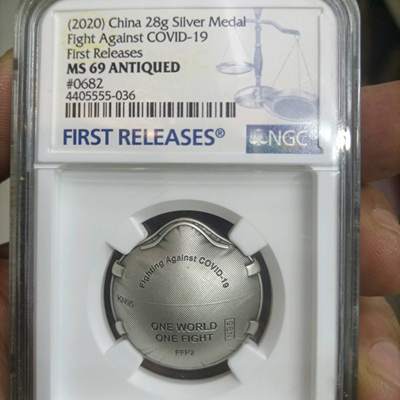 (2020) China 28g Silver Medal
Fight Against COVID-19
First Releases
MS 69 ANTIQUED
#0682
4405555-036
FIRST RELEASES®
NGC
Fighting Against COVID-19
KN95
ONE WORLD
ONE FIGHT
FFP2